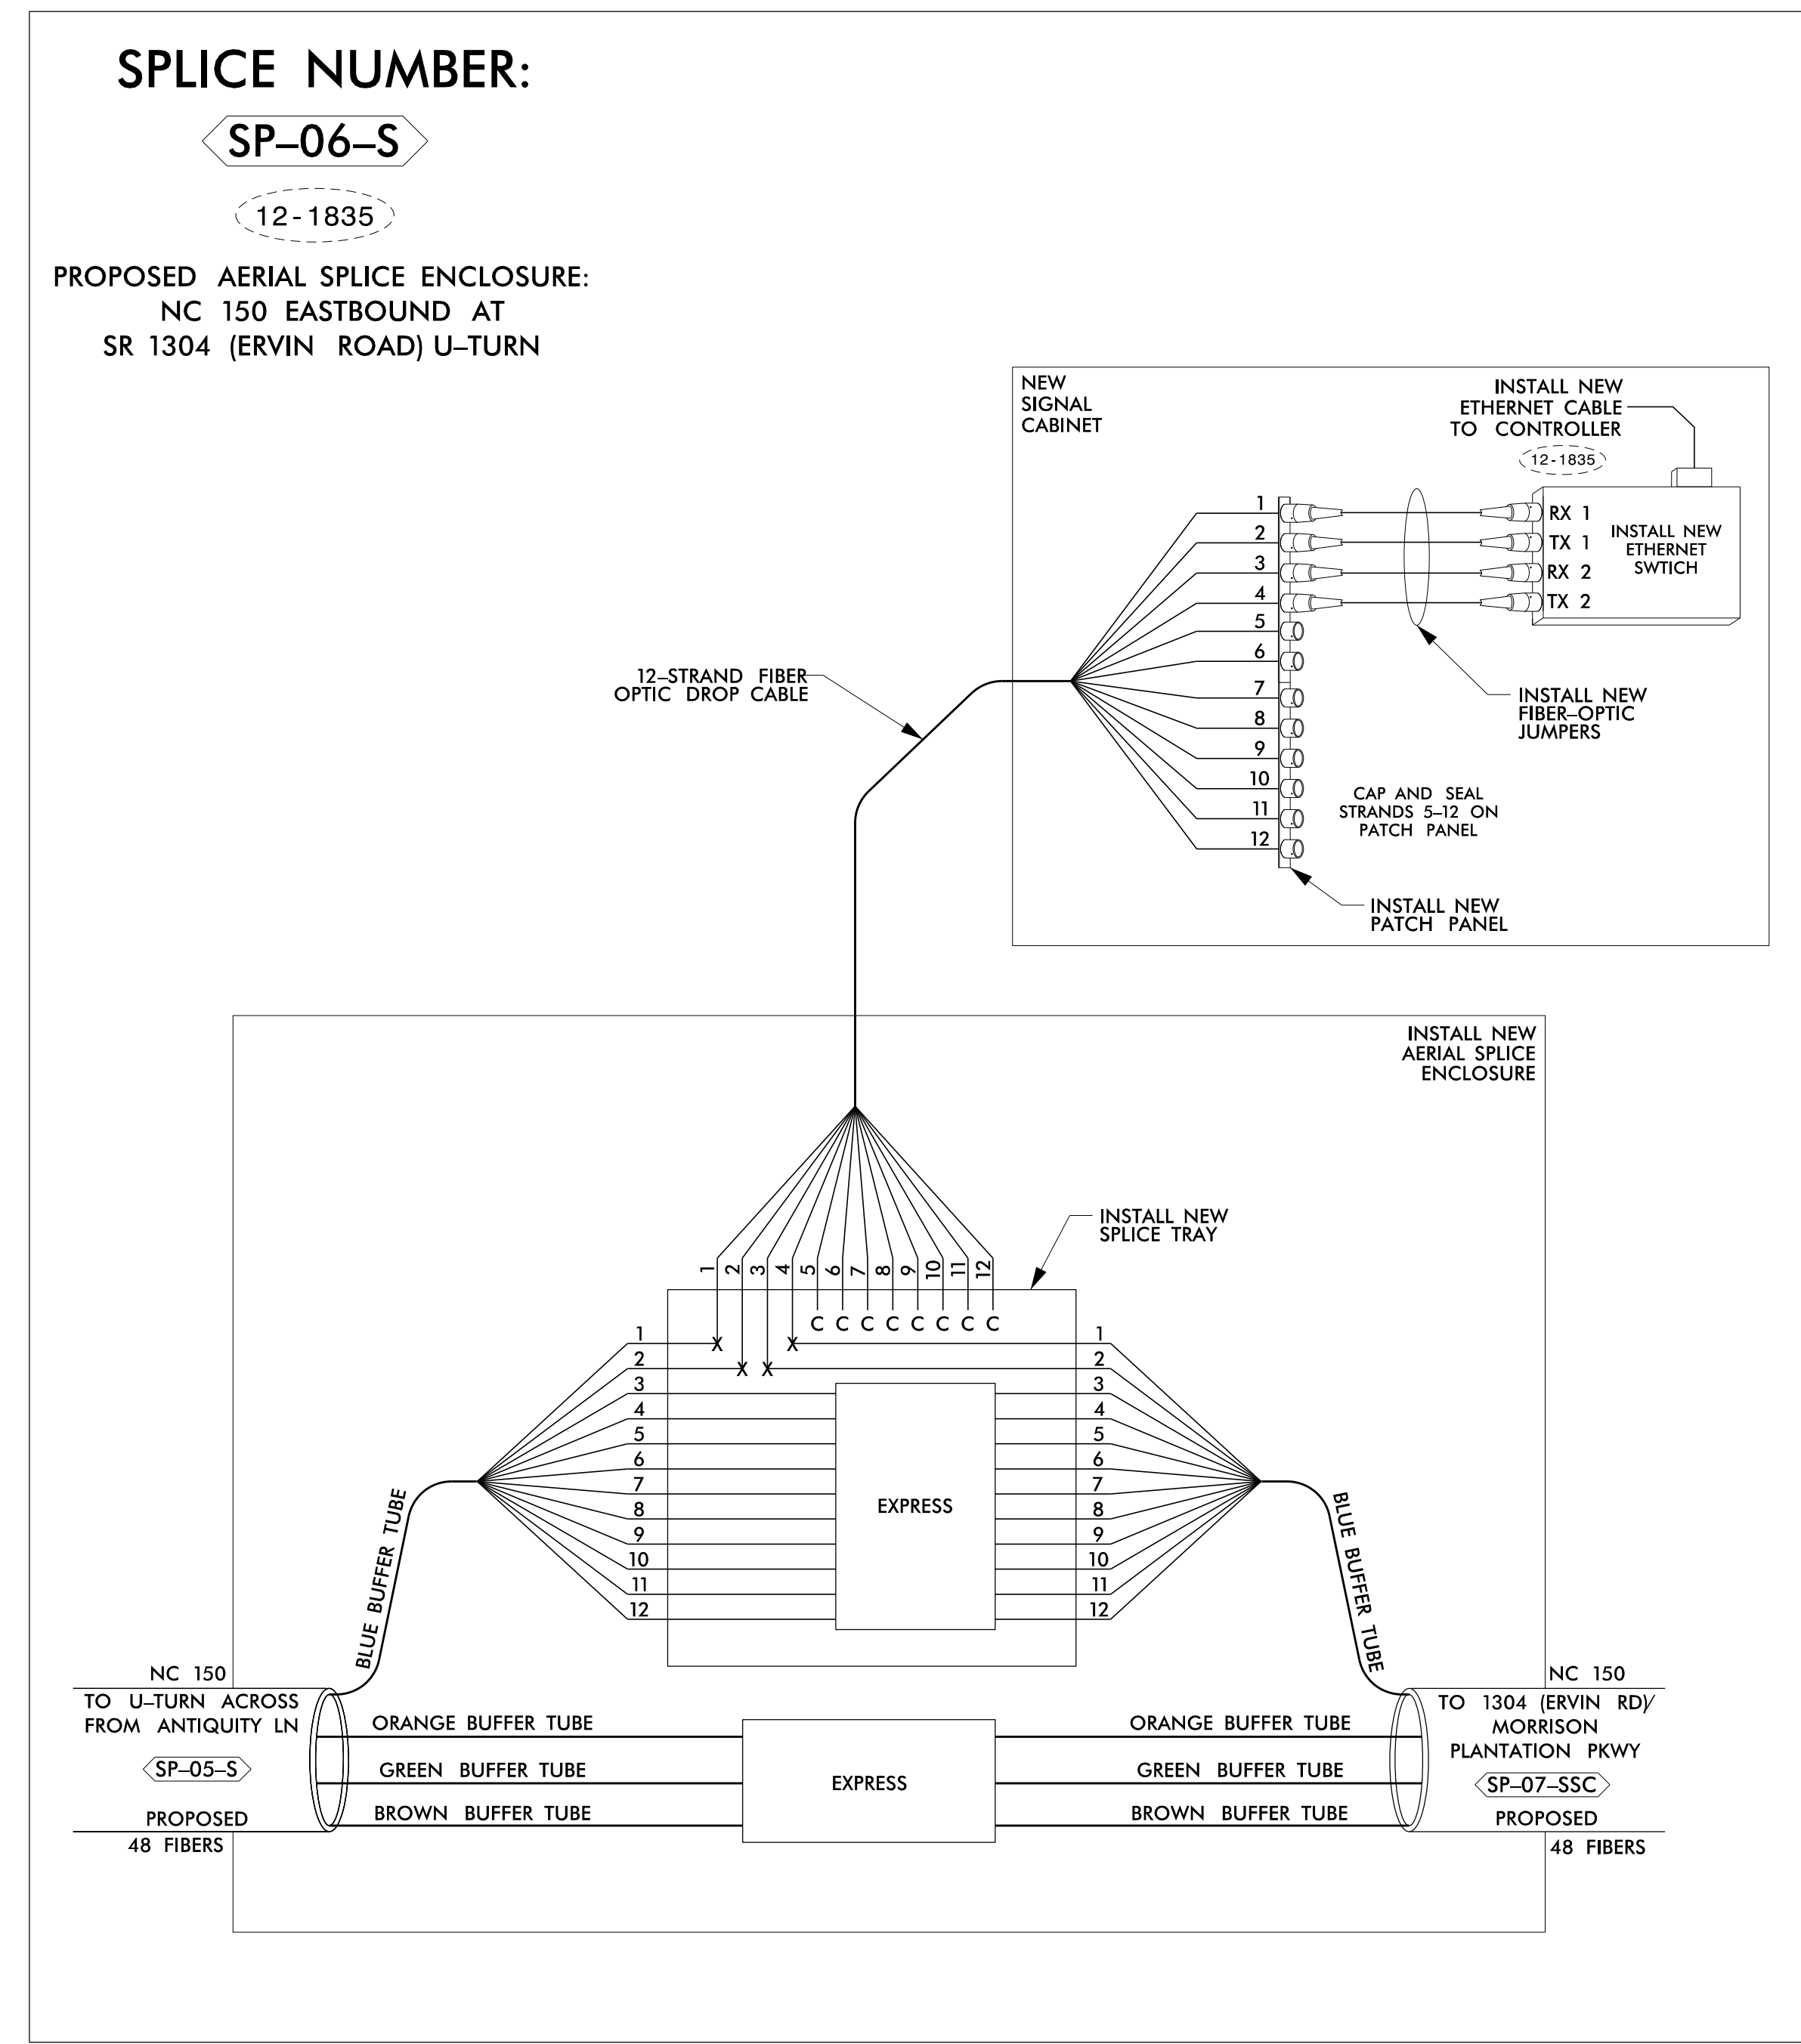 SPLICE NUMBER:
SP–06–S
12-1835
PROPOSED AERIAL SPLICE ENCLOSURE:
NC 150 EASTBOUND AT
SR 1304 (ERVIN ROAD) U–TURN
NEW
SIGNAL
CABINET
INSTALL NEW
ETHERNET CABLE
TO CONTROLLER
12-1835
1
2
3
4
5
6
7
8
9
10
11
12
RX 1
TX 1
RX 2
TX 2
INSTALL NEW
ETHERNET
SWTICH
12–STRAND FIBER
OPTIC DROP CABLE
INSTALL NEW
FIBER–OPTIC
JUMPERS
CAP AND SEAL
STRANDS 5–12 ON
PATCH PANEL
INSTALL NEW
PATCH PANEL
INSTALL NEW
AERIAL SPLICE
ENCLOSURE
INSTALL NEW
SPLICE TRAY
1 2 3 4 5 6 7 8 9 10 11 12
C C C C C C C C
X X
X X
1
2
3
4
5
6
7
8
9
10
11
12
EXPRESS
1
2
3
4
5
6
7
8
9
10
11
12
BLUE BUFFER TUBE
BLUE BUFFER TUBE
NC 150
TO U–TURN ACROSS
FROM ANTIQUITY LN
SP–05–S
PROPOSED
48 FIBERS
ORANGE BUFFER TUBE
GREEN BUFFER TUBE
BROWN BUFFER TUBE
EXPRESS
ORANGE BUFFER TUBE
GREEN BUFFER TUBE
BROWN BUFFER TUBE
NC 150
TO 1304 (ERVIN RD)/
MORRISON
PLANTATION PKWY
SP–07–SSC
PROPOSED
48 FIBERS